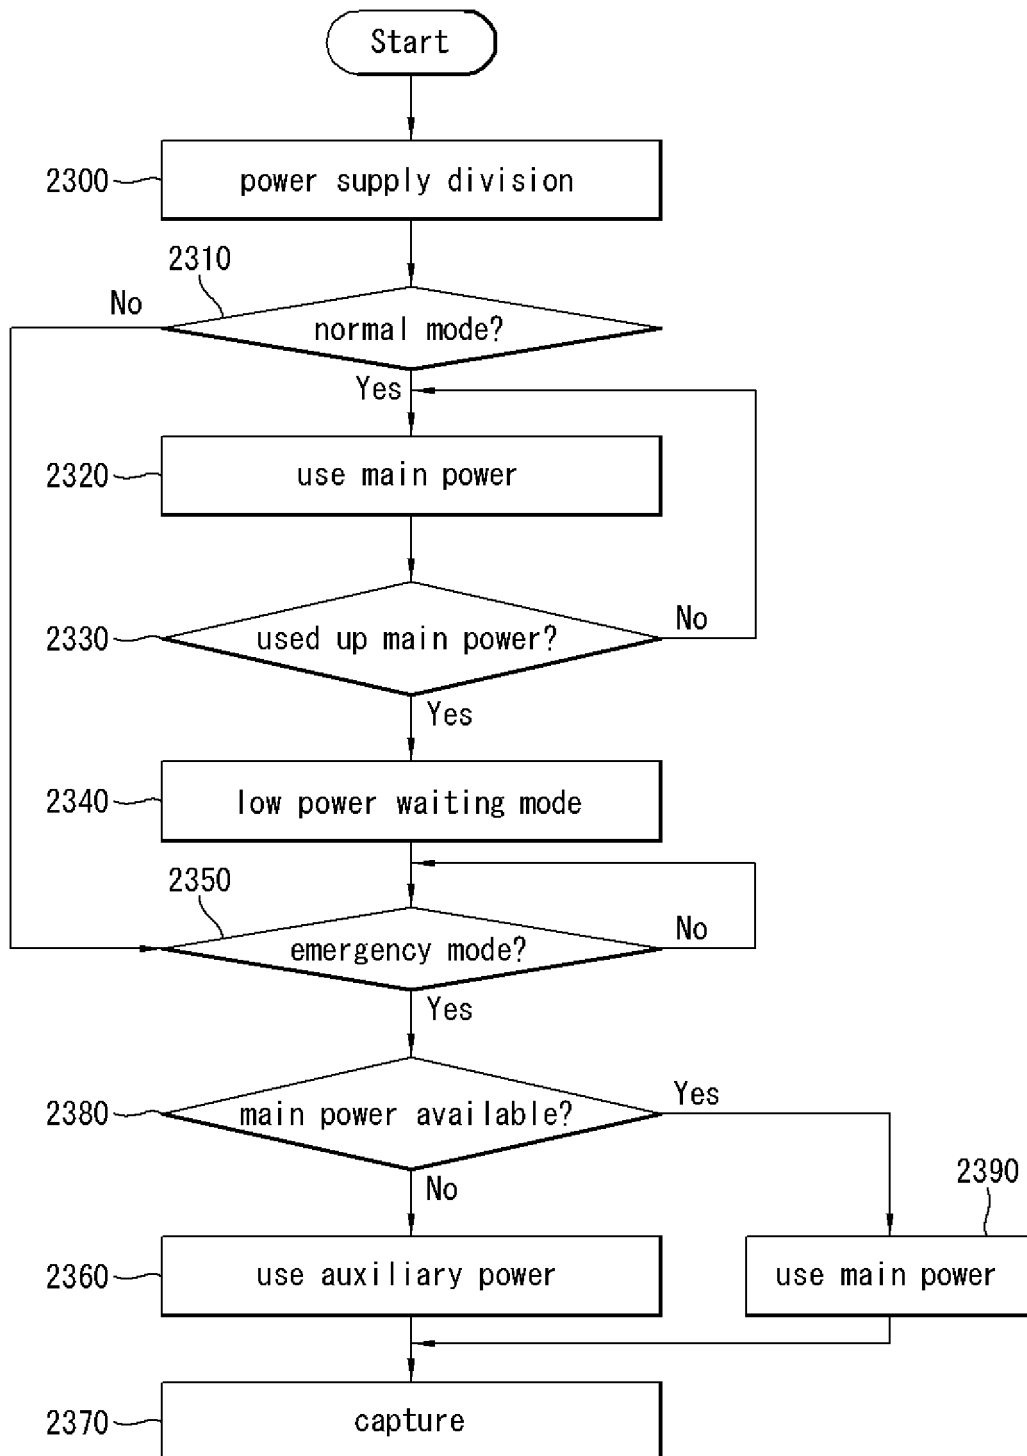 Start
2300
power supply division
2310
No
normal mode?
Yes
2320
use main power
2330
used up main power?
No
Yes
2340
low power waiting mode
2350
emergency mode?
No
Yes
2380
main power available?
Yes
No
2390
2360
use auxiliary power
use main power
2370
capture